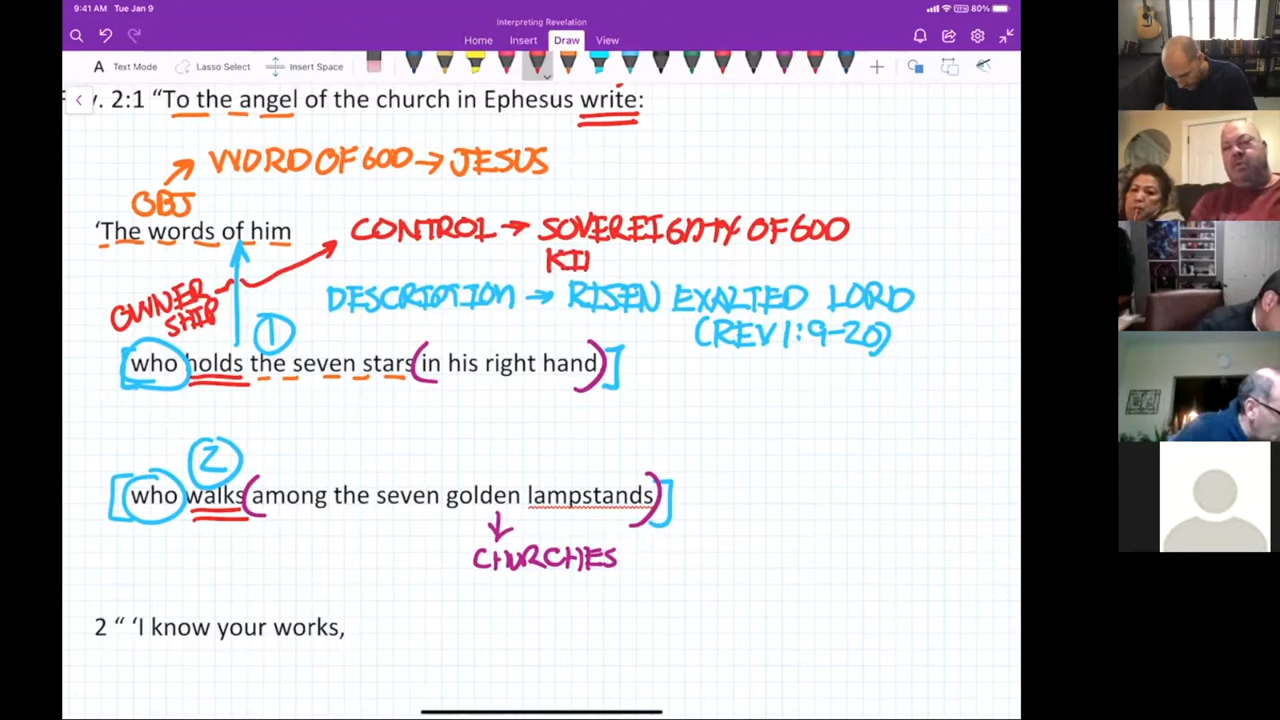 9:41 AM Tue Jan 9
80%
Interpreting Revelation
Home Insert Draw View
Text Mode Lasso Select Insert Space
. 2:1 “To the angel of the church in Ephesus write:
WORD OF GOD → JESUS
OBJ
‘The words of him
CONTROL → SOVEREIGNTY OF GOD
KI
OWNER
SHIP
DESCRIPTION → RISEN EXALTED LORD
(REV 1:9-20)
1
[who holds the seven stars (in his right hand)]
2
[who walks (among the seven golden lampstands)]
CHURCHES
2 “ ‘I know your works,